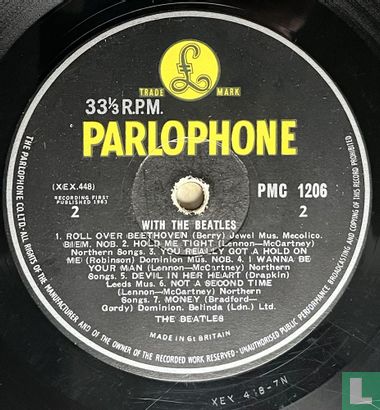 TRADE MARK
£
33⅓ R.P.M.
PARLOPHONE
(XEX.448)
RECORDING FIRST
PUBLISHED 1963
2
PMC 1206
2
WITH THE BEATLES
1. ROLL OVER BEETHOVEN (Berry) Jewel Mus. Mecolico.
BIEM. NCB. 2. HOLD ME TIGHT (Lennon—McCartney)
Northern Songs. 3. YOU REALLY GOT A HOLD ON
ME (Robinson) Dominion Mus. NCB. 4. I WANNA BE
YOUR MAN (Lennon—McCartney) Northern
Songs. 5. DEVIL IN HER HEART (Drapkin)
Leeds Mus. 6. NOT A SECOND TIME
(Lennon—McCartney) Northern
Songs. 7. MONEY (Bradford—
Gordy) Dominion. Belinda (Ldn.) Ltd.
THE BEATLES
MADE IN GT BRITAIN
THE PARLOPHONE CO. LTD. ALL RIGHTS OF THE MANUFACTURER AND OF THE OWNER OF THE RECORDED WORK RESERVED · UNAUTHORISED PUBLIC PERFORMANCE BROADCASTING AND COPYING OF THIS RECORD PROHIBITED
-7N
catawiki